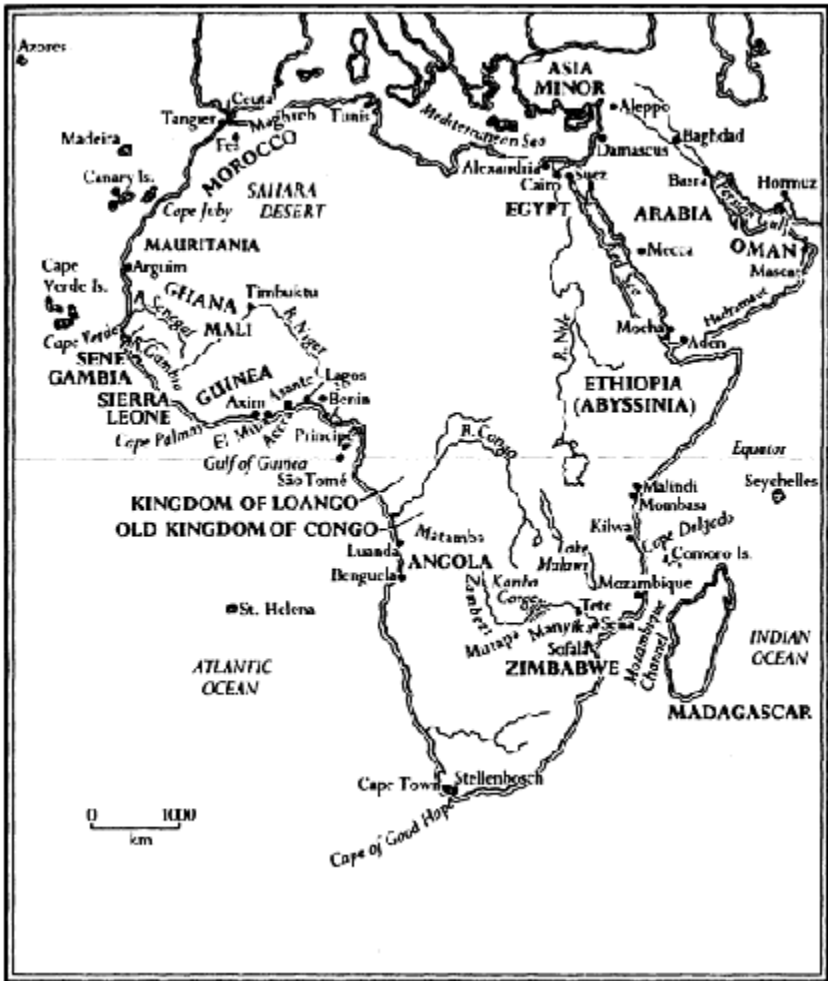 Azores
ASIA
MINOR
Aleppo
Ceuta
Tangier
Maghreb
Tunis
Mediterranean Sea
Baghdad
Fez
MOROCCO
Madeira
Damascus
Alexandria
Cairo
Suez
Basra
Hormuz
Canary Is.
SAHARA
DESERT
Cape Juby
EGYPT
ARABIA
Persian Gulf
OMAN
MAURITANIA
Mecca
Muscat
Arguim
Red Sea
Cape
Verde Is.
GHANA
Timbuktu
R. Senegal
MALI
R. Niger
R. Nile
Hadramaut
Mocha
Aden
Cape Verde
R. Gambia
SENE
GAMBIA
GUINEA
Lagos
Asante
Benin
ETHIOPIA
(ABYSSINIA)
SIERRA
LEONE
Axim
El Mina
Accra
Cape Palmas
Principe
R. Congo
Equator
Gulf of Guinea
São Tomé
Malindi
Mombasa
Seychelles
KINGDOM OF LOANGO
OLD KINGDOM OF CONGO
Matamba
Kilwa
Cape Delgado
Luanda
ANGOLA
Lake
Malawi
Comoro Is.
Benguela
Zambezi
Mozambique
St. Helena
Tete
Manyika
Sena
Mutapa
Sofala
Mozambique
Channel
INDIAN
OCEAN
ZIMBABWE
ATLANTIC
OCEAN
MADAGASCAR
Cape Town
Stellenbosch
0 1000
km
Cape of Good Hope